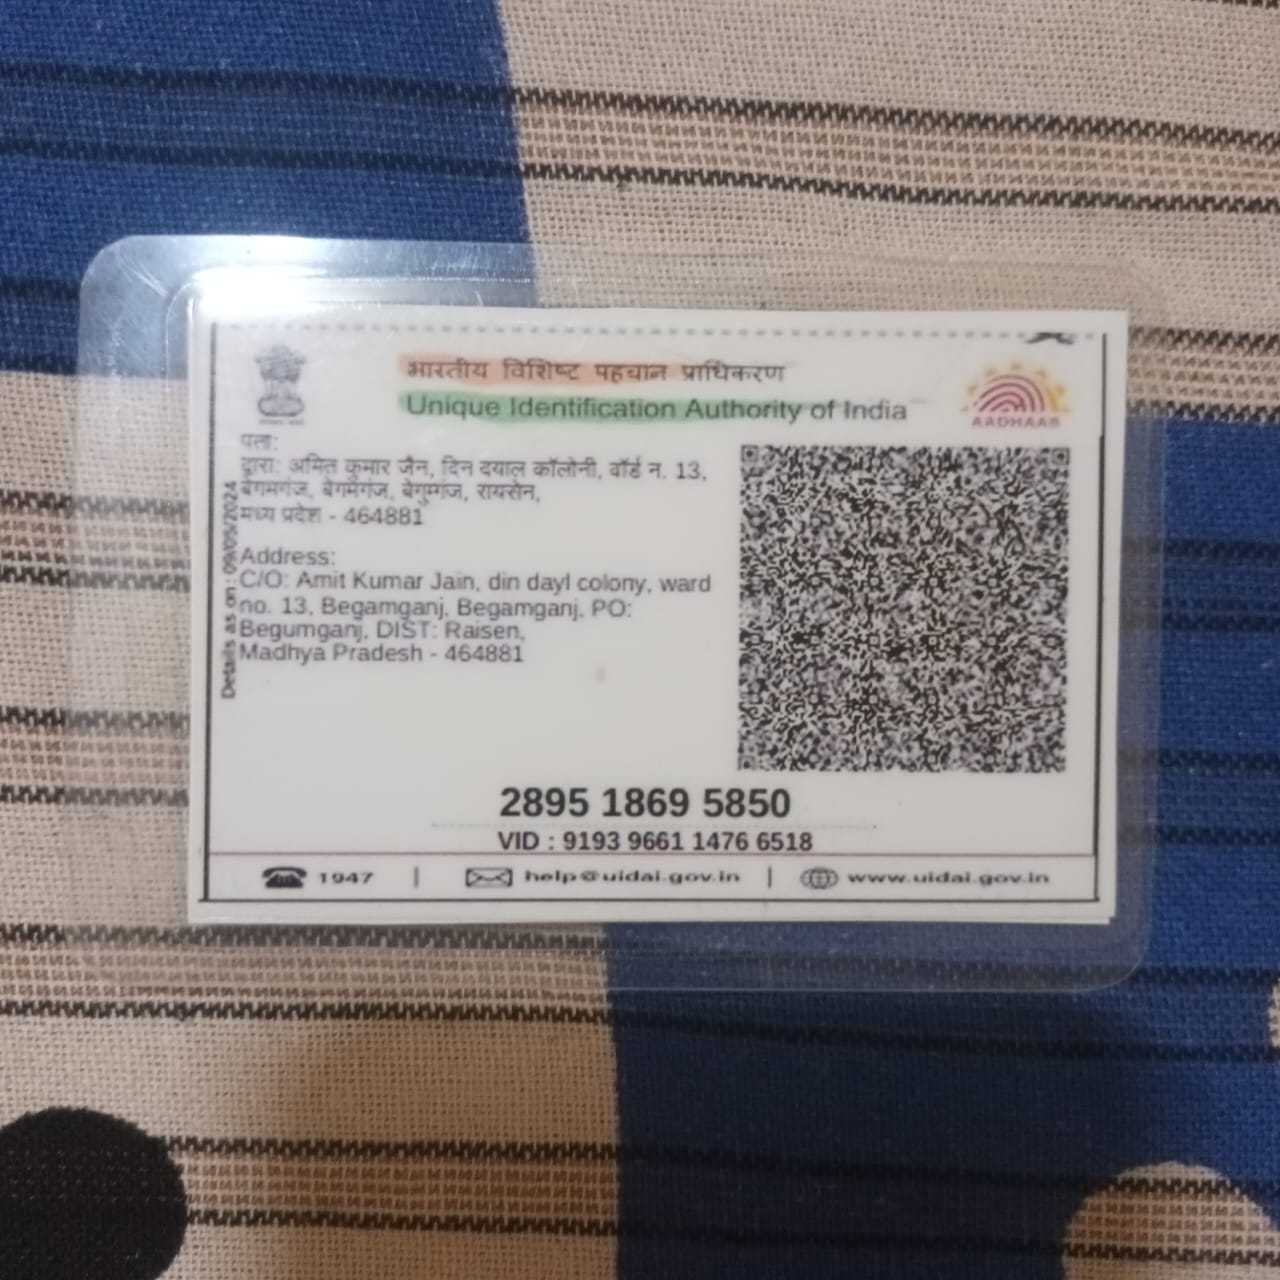 भारतीय विशिष्ट पहचान प्राधिकरण
Unique Identification Authority of India
AADHAAR
पता:
द्वारा: अमित कुमार जैन, दिन दयाल कॉलोनी, वॉर्ड न. 13,
बेगमगंज, बेगमगंज, बेगुमगंज, रायसेन,
मध्य प्रदेश - 464881
Address:
C/O: Amit Kumar Jain, din dayl colony, ward
no. 13, Begamganj, Begamganj, PO:
Begumganj, DIST: Raisen,
Madhya Pradesh - 464881
Details as on : 09/05/2024
2895 1869 5850
VID : 9193 9661 1476 6518
1947 | help@uidai.gov.in | www.uidai.gov.in